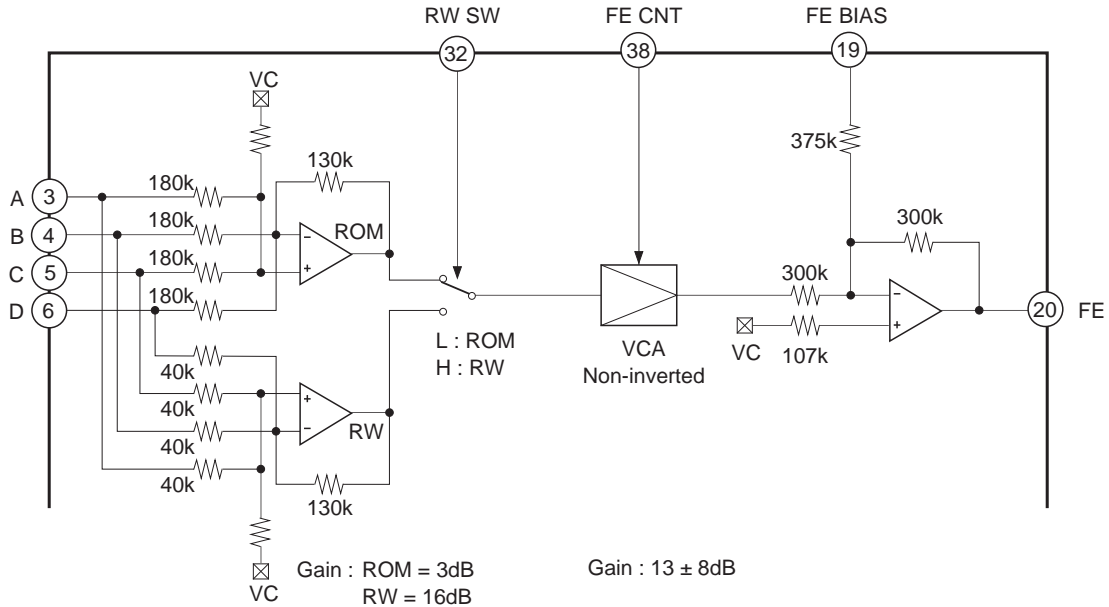 RW SW FE CNT FE BIAS
32 38 19
VC
375k
130k
A 3 180k
B 4 180k
C 5 180k
D 6 180k
- ROM
+
300k
300k
-
+
20 FE
VC 107k
L : ROM
H : RW
VCA
Non-inverted
40k
40k
40k
40k
+
- RW
130k
VC
Gain : ROM = 3dB
RW = 16dB
Gain : 13 ± 8dB